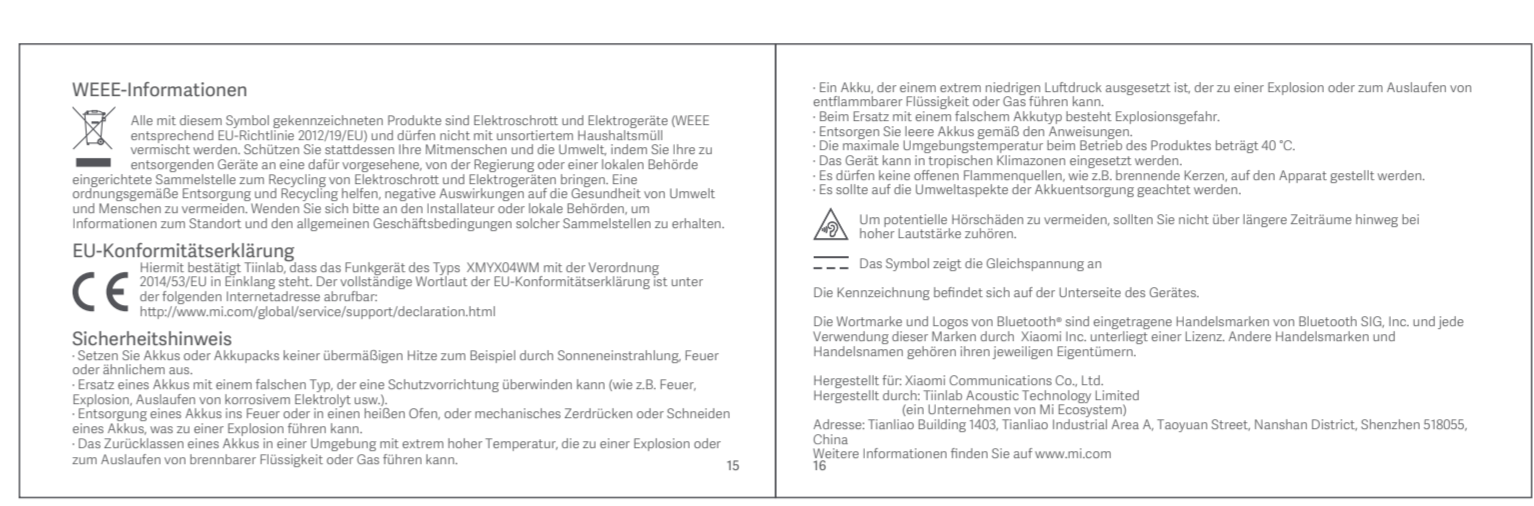 WEEE-Informationen
Alle mit diesem Symbol gekennzeichneten Produkte sind Elektroschrott und Elektrogeräte (WEEE
entsprechend EU-Richtlinie 2012/19/EU) und dürfen nicht mit unsortiertem Haushaltsmüll
vermischt werden. Schützen Sie stattdessen Ihre Mitmenschen und die Umwelt, indem Sie Ihre zu
entsorgenden Geräte an eine dafür vorgesehene, von der Regierung oder einer lokalen Behörde
eingerichtete Sammelstelle zum Recycling von Elektroschrott und Elektrogeräten bringen. Eine
ordnungsgemäße Entsorgung und Recycling helfen, negative Auswirkungen auf die Gesundheit von Umwelt
und Menschen zu vermeiden. Wenden Sie sich bitte an den Installateur oder lokale Behörden, um
Informationen zum Standort und den allgemeinen Geschäftsbedingungen solcher Sammelstellen zu erhalten.
EU-Konformitätserklärung
CE
Hiermit bestätigt Tiinlab, dass das Funkgerät des Typs XMYX04WM mit der Verordnung
2014/53/EU in Einklang steht. Der vollständige Wortlaut der EU-Konformitätserklärung ist unter
der folgenden Internetadresse abrufbar:
http://www.mi.com/global/service/support/declaration.html
Sicherheitshinweis
· Setzen Sie Akkus oder Akkupacks keiner übermäßigen Hitze zum Beispiel durch Sonneneinstrahlung, Feuer
oder ähnlichem aus.
· Ersatz eines Akkus mit einem falschen Typ, der eine Schutzvorrichtung überwinden kann (wie z.B. Feuer,
Explosion, Auslaufen von korrosivem Elektrolyt usw.).
· Entsorgung eines Akkus ins Feuer oder in einen heißen Ofen, oder mechanisches Zerdrücken oder Schneiden
eines Akkus, was zu einer Explosion führen kann.
· Das Zurücklassen eines Akkus in einer Umgebung mit extrem hoher Temperatur, die zu einer Explosion oder
zum Auslaufen von brennbarer Flüssigkeit oder Gas führen kann.
15
· Ein Akku, der einem extrem niedrigen Luftdruck ausgesetzt ist, der zu einer Explosion oder zum Auslaufen von
entflammbarer Flüssigkeit oder Gas führen kann.
· Beim Ersatz mit einem falschem Akkutyp besteht Explosionsgefahr.
· Entsorgen Sie leere Akkus gemäß den Anweisungen.
· Die maximale Umgebungstemperatur beim Betrieb des Produktes beträgt 40 °C.
· Das Gerät kann in tropischen Klimazonen eingesetzt werden.
· Es dürfen keine offenen Flammenquellen, wie z.B. brennende Kerzen, auf den Apparat gestellt werden.
· Es sollte auf die Umweltaspekte der Akkuentsorgung geachtet werden.
Um potentielle Hörschäden zu vermeiden, sollten Sie nicht über längere Zeiträume hinweg bei
hoher Lautstärke zuhören.
Das Symbol zeigt die Gleichspannung an
Die Kennzeichnung befindet sich auf der Unterseite des Gerätes.
Die Wortmarke und Logos von Bluetooth® sind eingetragene Handelsmarken von Bluetooth SIG, Inc. und jede
Verwendung dieser Marken durch Xiaomi Inc. unterliegt einer Lizenz. Andere Handelsmarken und
Handelsnamen gehören ihren jeweiligen Eigentümern.
Hergestellt für: Xiaomi Communications Co., Ltd.
Hergestellt durch: Tiinlab Acoustic Technology Limited
(ein Unternehmen von Mi Ecosystem)
Adresse: Tianliao Building 1403, Tianliao Industrial Area A, Taoyuan Street, Nanshan District, Shenzhen 518055,
China
Weitere Informationen finden Sie auf www.mi.com
16